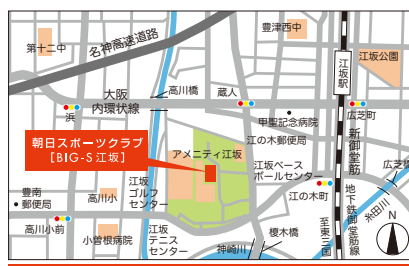 豊津西中
第十二中
名神高速道路
江坂公園
江坂駅
大阪
内環状線
高川橋
蔵人
浜
広芝町
甲聖記念病院
朝日スポーツクラブ
[BIG-S江坂]
江の木郵便局
アメニティ江坂
新御堂筋
江坂ベース
ボールセンター
広芝
豊南
郵便局
高川小
江坂
ゴルフ
センター
江の木町
地下鉄御堂筋線
糸田川
高川小前
小曽根病院
江坂
テニス
センター
神崎川
榎木橋
至東三国
N